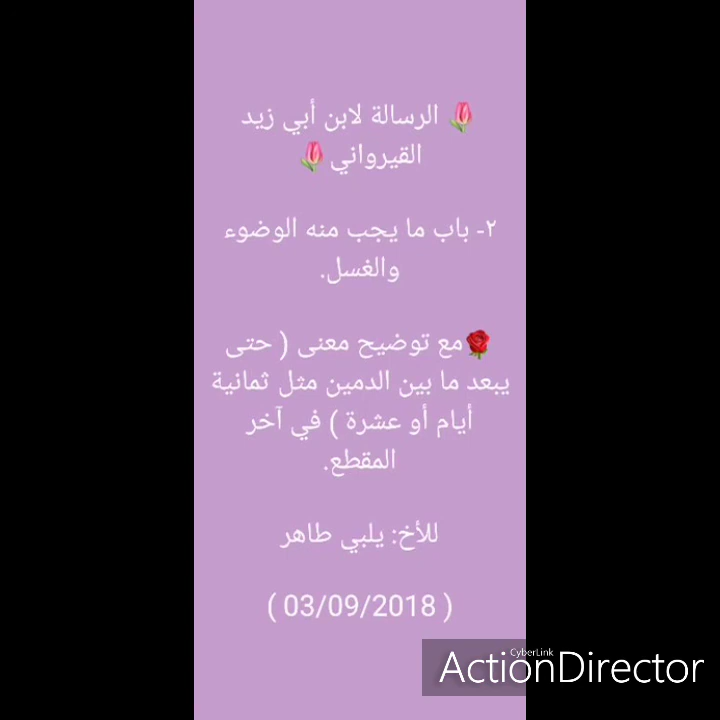 🌷 الرسالة لابن أبي زيد
القيرواني 🌷
٢- باب ما يجب منه الوضوء
والغسل.
🌹مع توضيح معنى ( حتى
يبعد ما بين الدمين مثل ثمانية
أيام أو عشرة ) في آخر
المقطع.
للأخ: يلبي طاهر
( 03/09/2018 )
CyberLink
ActionDirector